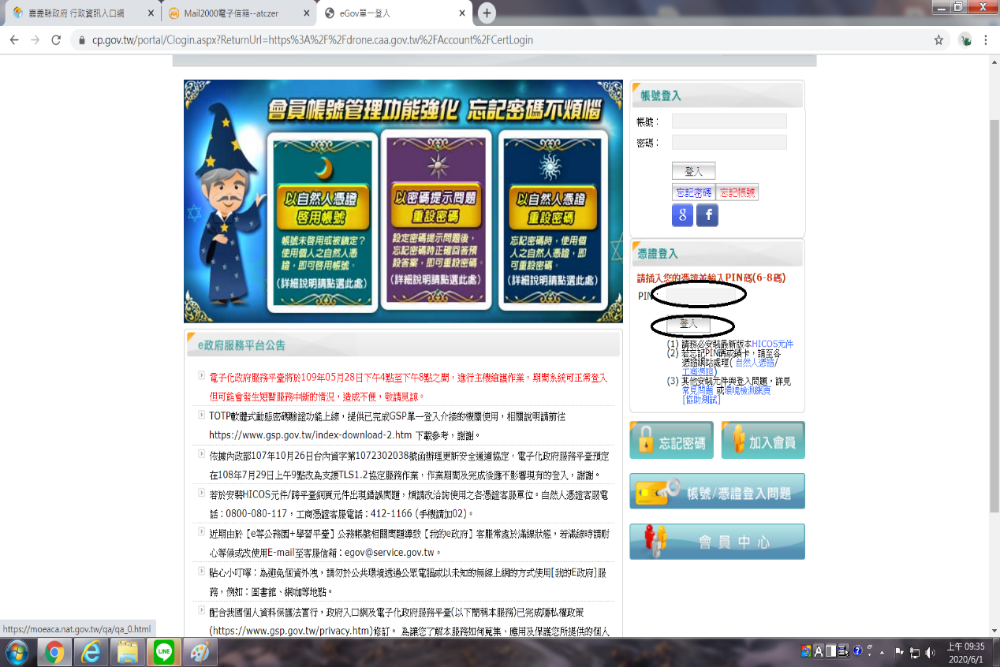 嘉義縣政府 行政資訊入口網
Mail2000電子信箱--atczer
eGov單一登入
cp.gov.tw/portal/Clogin.aspx?ReturnUrl=https%3A%2F%2Fdrone.caa.gov.tw%2FAccount%2FCertLogin
會員帳號管理功能強化 忘記密碼不煩惱
以自然人憑證
啓用帳號
帳號未啓用或被鎖定？
使用個人之自然人憑
證，即可啓用帳號。
(詳細說明請點選此處)
以密碼提示問題
重設密碼
設定密碼提示問題後，
忘記密碼時正確回答預
設答案，即可重設密碼。
(詳細說明請點選此處)
以自然人憑證
重設密碼
忘記密碼時，使用個
人之自然人憑證，即
可重設密碼。
(詳細說明請點選此處)
帳號登入
帳號：
密碼：
登入
忘記密碼 忘記帳號
g f
憑證登入
請插入您的憑證並輸入PIN碼(6-8碼)
PIN：
登入
(1) 請務必安裝最新版本HICOS元件
(2) 若忘記PIN碼或鎖卡，請至各
憑證網站處理( 自然人憑證/
工商憑證)
(3) 其他安裝元件與登入問題，詳見
常見問題 或環境檢測網頁
[協助測試]
忘記密碼
加入會員
帳號/憑證登入問題
會員中心
e政府服務平台公告
電子化政府服務平臺將於109年05月28日下午4點至下午8點之間，進行主機維護作業，期間系統可正常登入
但可能會發生短暫服務中斷的情況，造成不便，敬請見諒。
TOTP軟體式動態密碼驗證功能上線，提供已完成GSP單一登入介接的機關使用，相關說明請前往
https://www.gsp.gov.tw/index-download-2.htm 下載參考，謝謝。
依據內政部107年10月26日台內資字第1072302038號函辦理更新安全通道協定，電子化政府服務平臺預定
在108年7月29日上午9點改為支援TLS1.2協定服務作業，作業期間及完成後應不影響現有的登入，謝謝。
若於安裝HICOS元件/跨平臺網頁元件出現錯誤問題，煩請改洽詢使用之各憑證客服單位。自然人憑證客服電
話：0800-080-117，工商憑證客服電話：412-1166 (手機請加02)。
近期由於【e等公務園+學習平臺】公務帳號相關問題導致【我的e政府】客服常處於滿線狀態，若滿線時請耐
心等候或改使用E-mail至客服信箱：egov@service.gov.tw。
貼心小叮嚀：為避免個資外洩，請勿於公共環境透過公眾電腦或以未知的無線上網的方式使用[我的E政府]服
務，例如：圖書館、網咖等地點。
配合我國個人資料保護法實行，政府入口網及電子化政府服務平臺(以下簡稱本服務)已完成隱私權政策
(https://www.gsp.gov.tw/privacy.htm)修訂。 為讓您了解本服務如何蒐集、應用及保護您所提供的個人
https://moeaca.nat.gov.tw/qa/qa_0.html
LINE
A
上午 09:35
2020/6/1